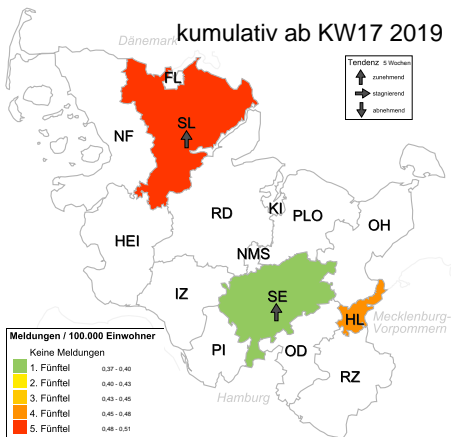 kumulativ ab KW17 2019
Dänemark
Tendenz 5 Wochen
zunehmend
stagnierend
abnehmend
FL
SL
NF
RD
KI
PLO
OH
HEI
NMS
IZ
SE
HL
Mecklenburg-
Vorpommern
PI
OD
RZ
Hamburg
Meldungen / 100.000 Einwohner
Keine Meldungen
1. Fünftel 0,37 - 0,40
2. Fünftel 0,40 - 0,43
3. Fünftel 0,43 - 0,45
4. Fünftel 0,45 - 0,48
5. Fünftel 0,48 - 0,51